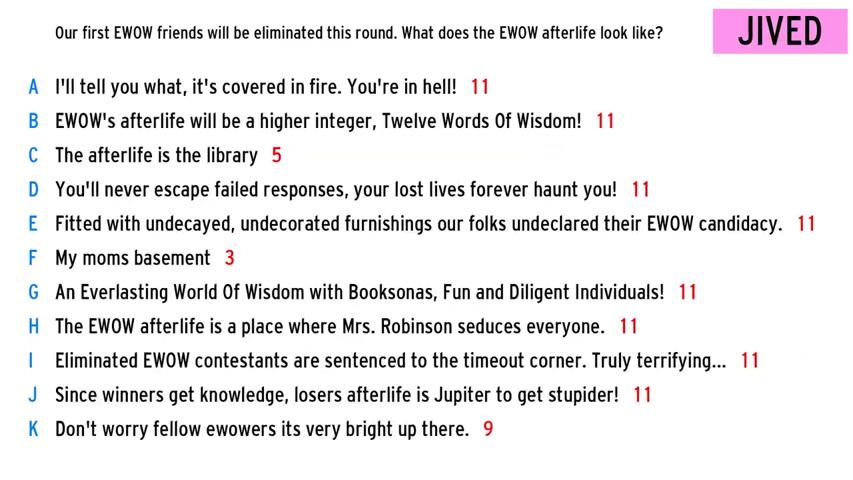 Our first EWOW friends will be eliminated this round. What does the EWOW afterlife look like?
JIVED
A I'll tell you what, it's covered in fire. You're in hell! 11
B EWOW's afterlife will be a higher integer, Twelve Words Of Wisdom! 11
C The afterlife is the library 5
D You'll never escape failed responses, your lost lives forever haunt you! 11
E Fitted with undecayed, undecorated furnishings our folks undeclared their EWOW candidacy. 11
F My moms basement 3
G An Everlasting World Of Wisdom with Booksonas, Fun and Diligent Individuals! 11
H The EWOW afterlife is a place where Mrs. Robinson seduces everyone. 11
I Eliminated EWOW contestants are sentenced to the timeout corner. Truly terrifying... 11
J Since winners get knowledge, losers afterlife is Jupiter to get stupider! 11
K Don't worry fellow ewowers its very bright up there. 9